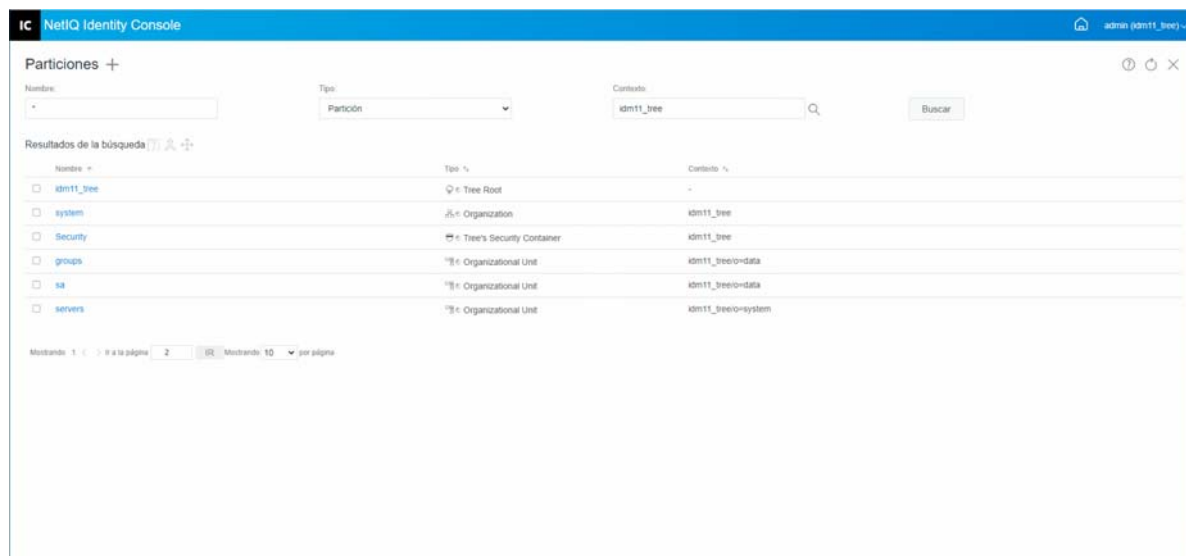 IC NetIQ Identity Console admin (idm11_tree)
Particiones
Nombre: Tipo: Contexto:
* Partición idm11_tree Buscar
Resultados de la búsqueda
Nombre Tipo Contexto
idm11_tree Tree Root -
system Organization idm11_tree
Security Tree's Security Container idm11_tree
groups Organizational Unit idm11_tree/o=data
sa Organizational Unit idm11_tree/o=data
servers Organizational Unit idm11_tree/o=system
Mostrando 1 Ir a la página 2 IR Mostrando 10 por página